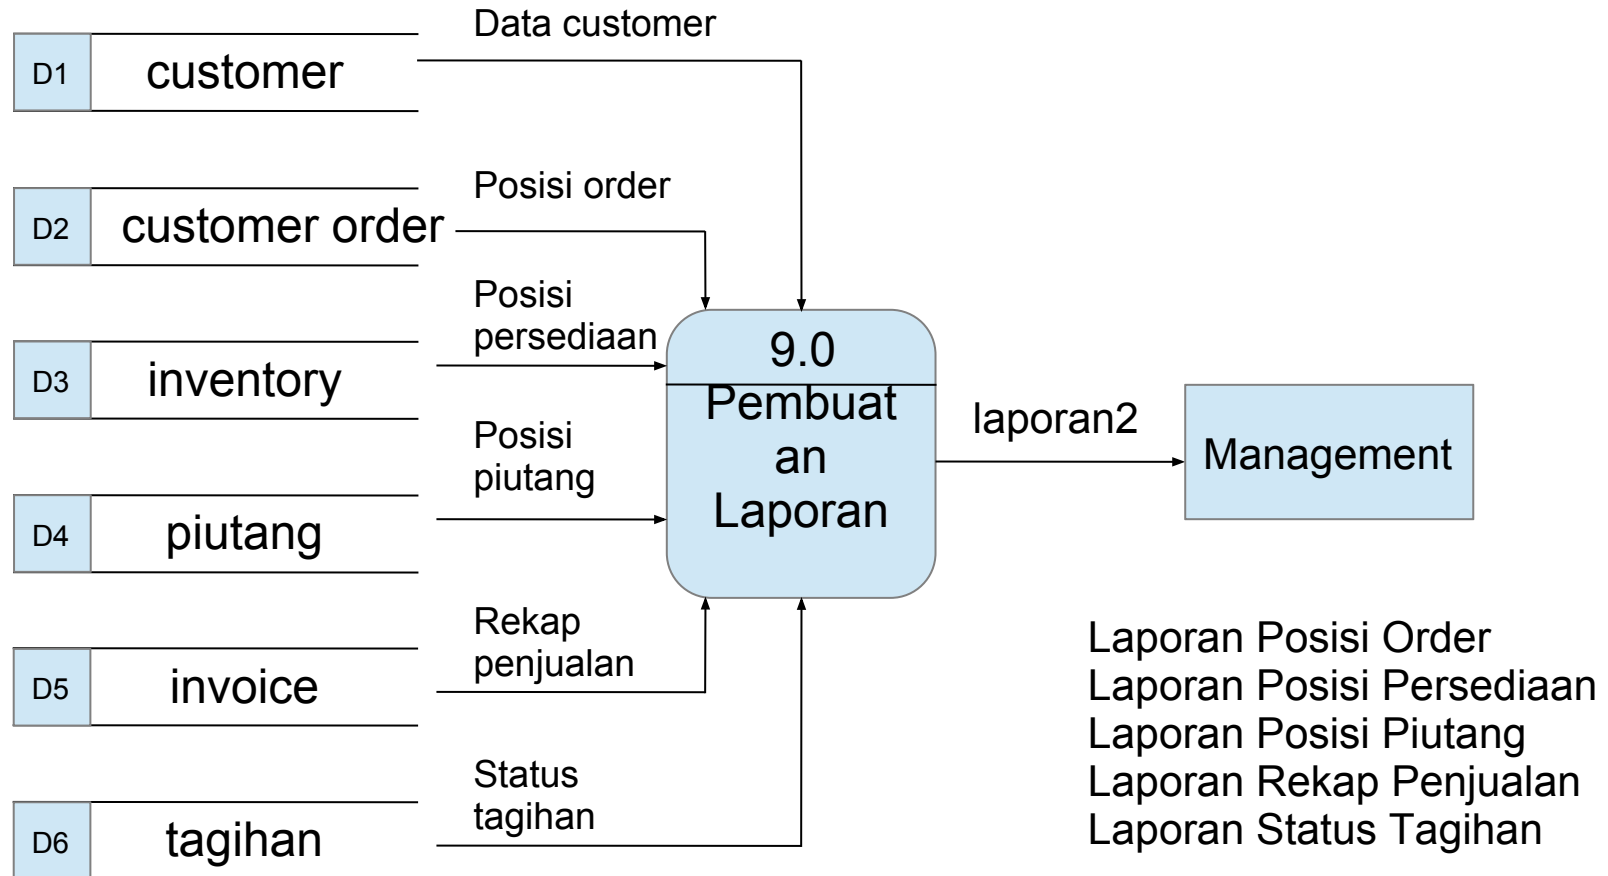 Data customer
D1
customer
Posisi order
D2
customer order
Posisi
persediaan
D3
inventory
Posisi
piutang
D4
piutang
Rekap
penjualan
D5
invoice
Status
tagihan
D6
tagihan
9.0
Pembuat
an
Laporan
laporan2
Management
Laporan Posisi Order
Laporan Posisi Persediaan
Laporan Posisi Piutang
Laporan Rekap Penjualan
Laporan Status Tagihan